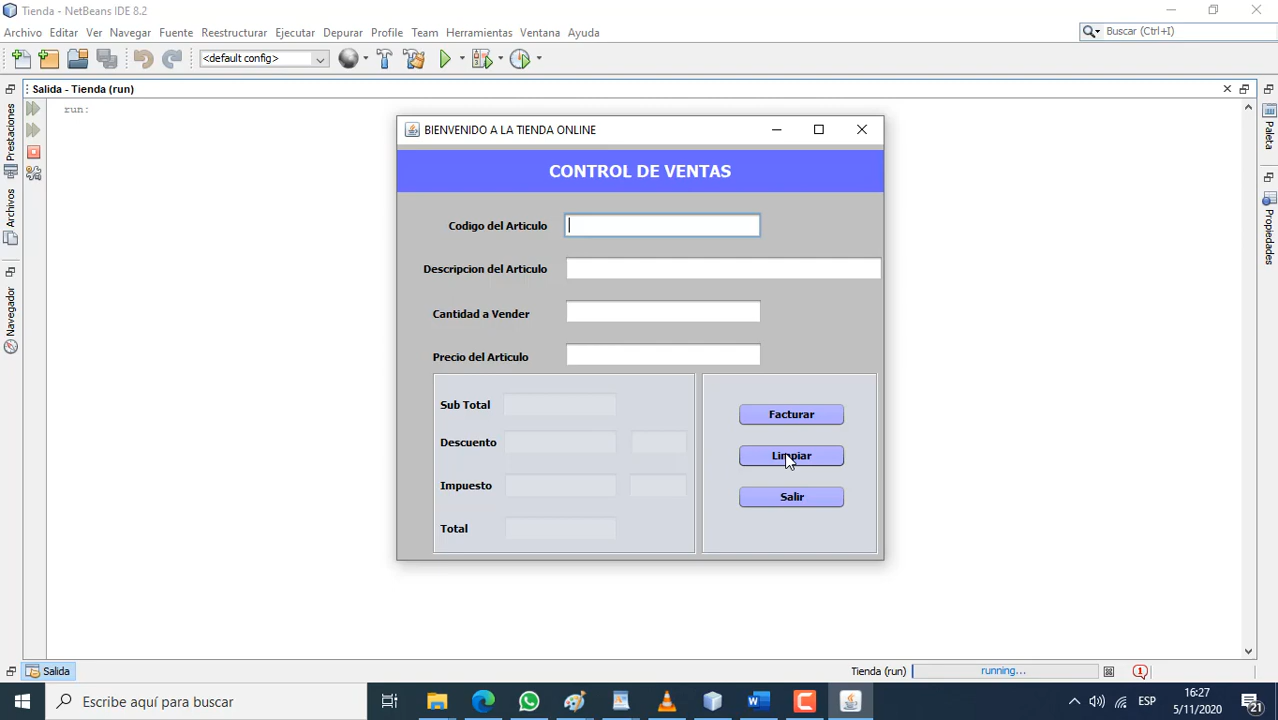 Tienda - NetBeans IDE 8.2
Archivo Editar Ver Navegar Fuente Reestructurar Ejecutar Depurar Profile Team Herramientas Ventana Ayuda
Buscar (Ctrl+I)
<default config>
Salida - Tienda (run)
run:
Prestaciones
Archivos
Navegador
Paleta
Propiedades
BIENVENIDO A LA TIENDA ONLINE
CONTROL DE VENTAS
Codigo del Articulo
Descripcion del Articulo
Cantidad a Vender
Precio del Articulo
Sub Total
Descuento
Impuesto
Total
Facturar
Limpiar
Salir
Salida
Tienda (run)
running...
1
Escribe aquí para buscar
ESP
16:27
5/11/2020
21